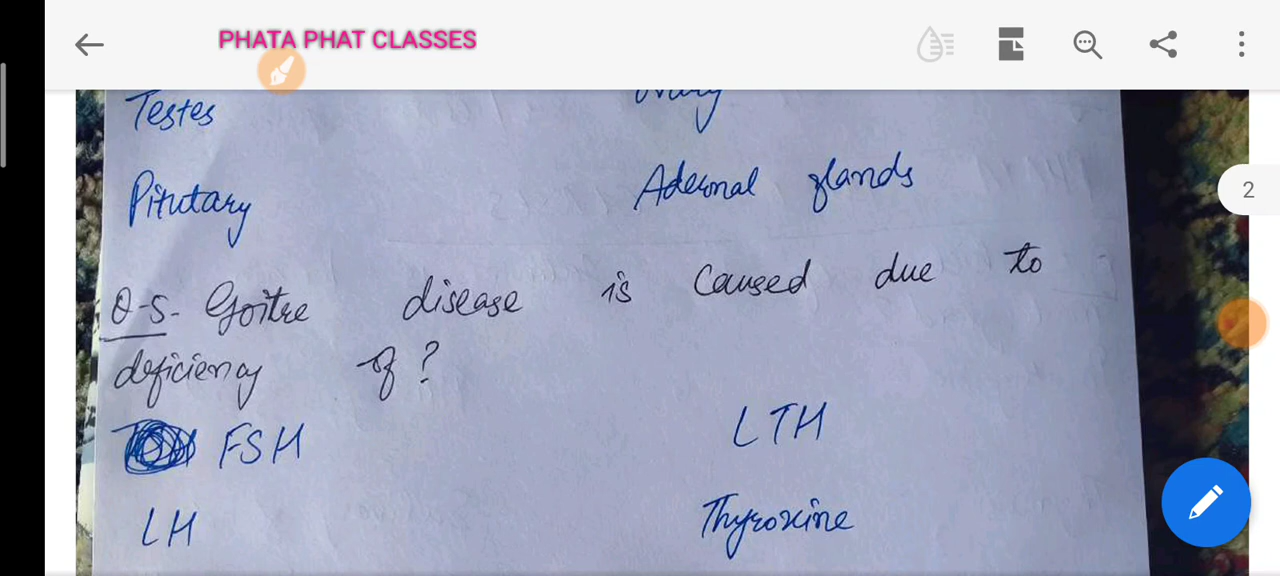 PHATA PHAT CLASSES
Testes
Pitutary Adernal glands
2
Q-5. Goitre disease is caused due to
deficiency of ?
FSH LTH
LH Thyroxine